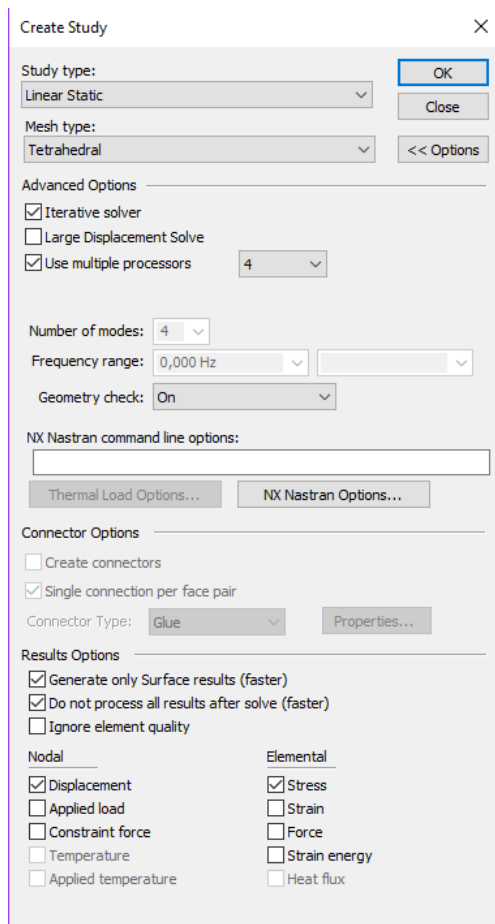 Create Study
Study type:
OK
Linear Static
Close
Mesh type:
Tetrahedral
<< Options
Advanced Options
Iterative solver
Large Displacement Solve
Use multiple processors 4
Number of modes: 4
Frequency range: 0,000 Hz
Geometry check: On
NX Nastran command line options:
Thermal Load Options... NX Nastran Options...
Connector Options
Create connectors
Single connection per face pair
Connector Type: Glue Properties...
Results Options
Generate only Surface results (faster)
Do not process all results after solve (faster)
Ignore element quality
Nodal Elemental
Displacement Stress
Applied load Strain
Constraint force Force
Temperature Strain energy
Applied temperature Heat flux